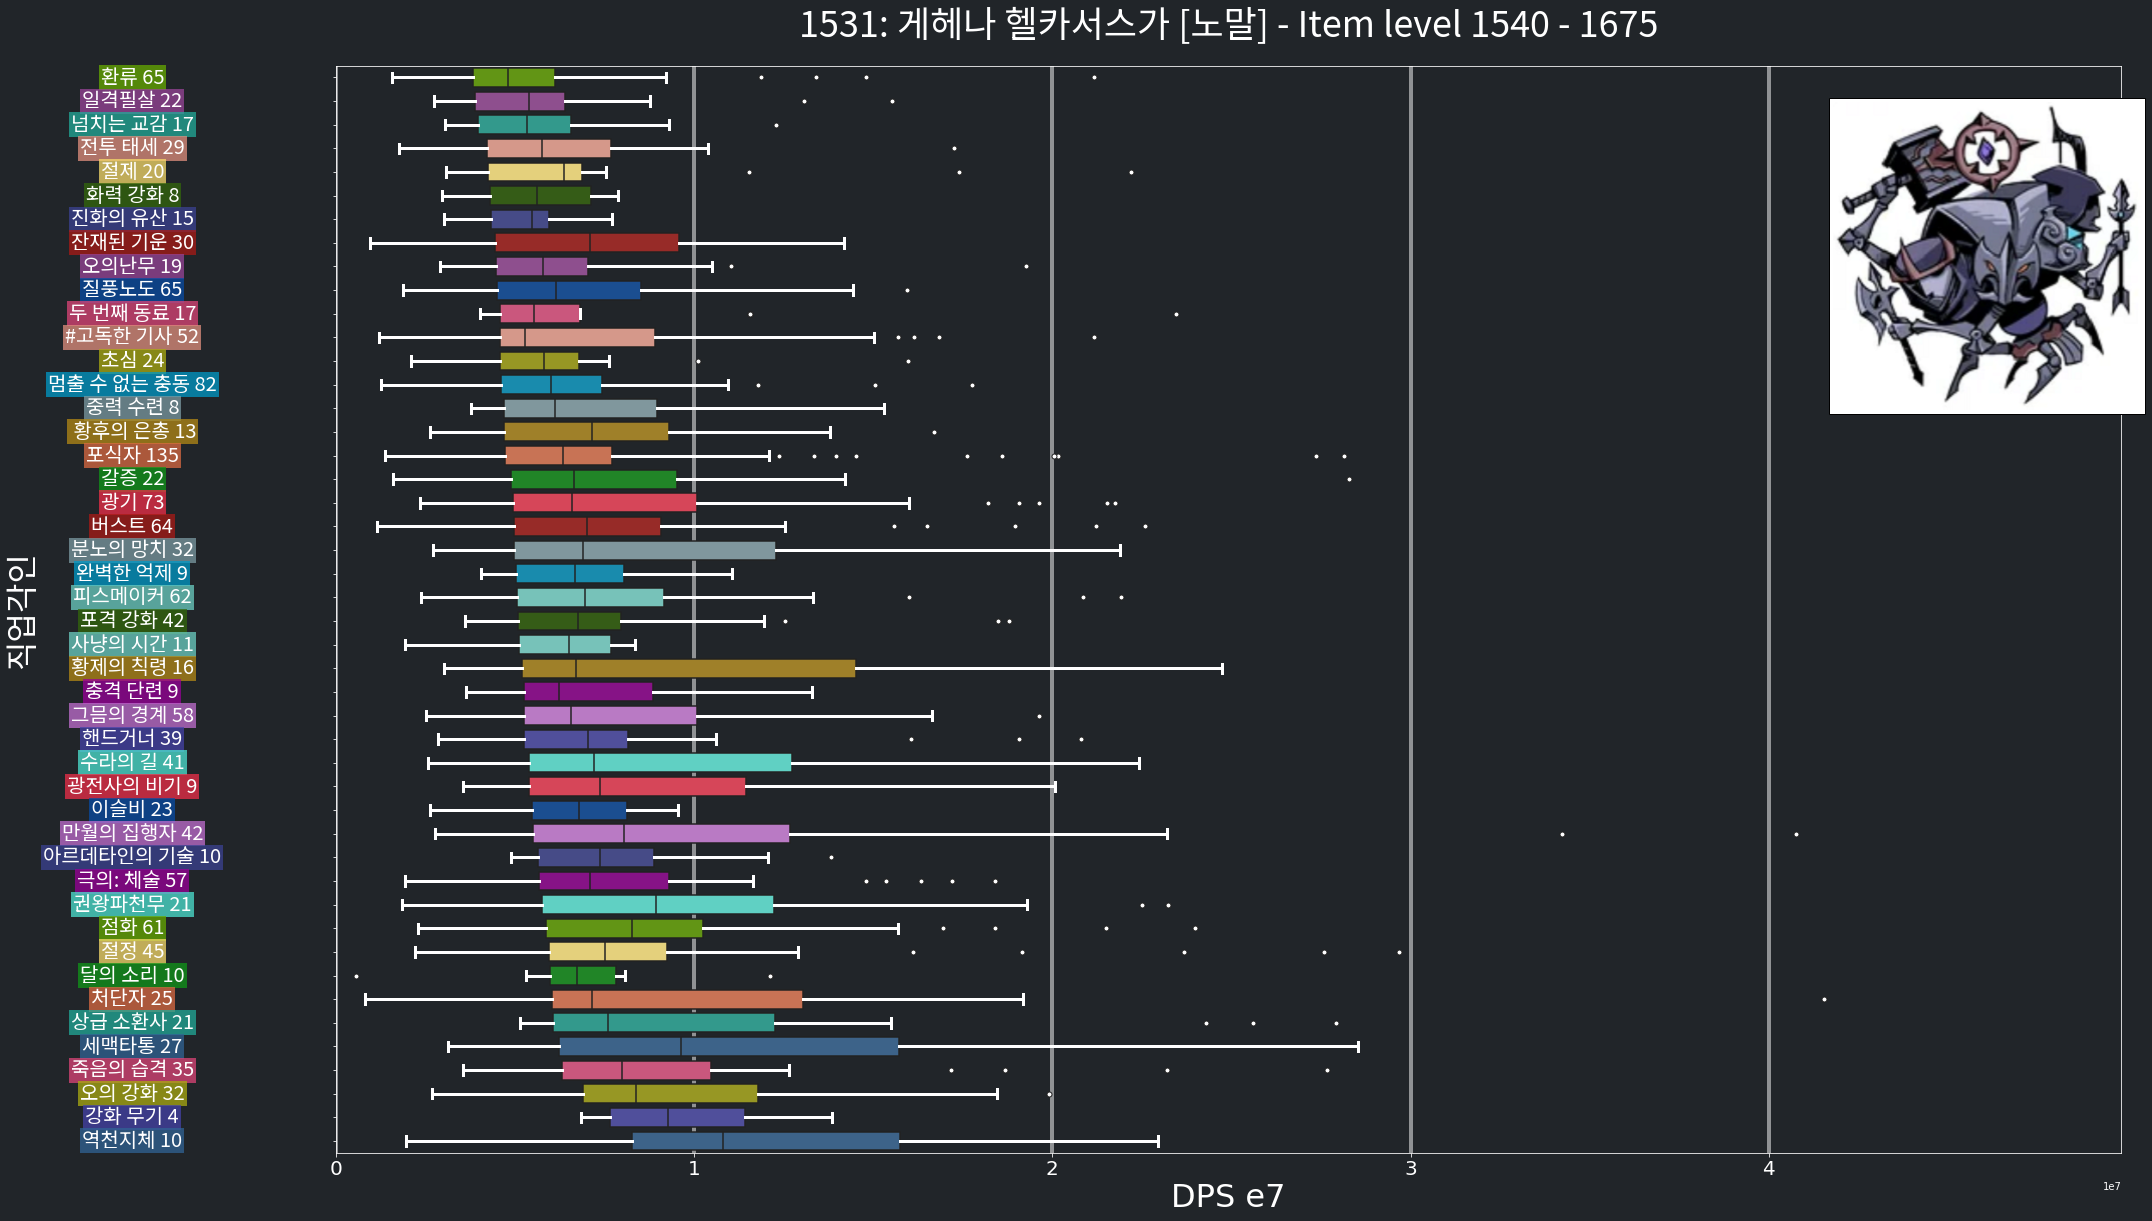 1531: 게헤나 헬카서스가 [노말] - Item level 1540 - 1675
환류 65
일격필살 22
넘치는 교감 17
전투 태세 29
절제 20
화력 강화 8
진화의 유산 15
잔재된 기운 30
오의난무 19
질풍노도 65
두 번째 동료 17
#고독한 기사 52
초심 24
멈출 수 없는 충동 82
중력 수련 8
황후의 은총 13
포식자 135
갈증 22
광기 73
버스트 64
분노의 망치 32
완벽한 억제 9
피스메이커 62
포격 강화 42
사냥의 시간 11
황제의 칙령 16
충격 단련 9
그믐의 경계 58
핸드거너 39
수라의 길 41
광전사의 비기 9
이슬비 23
만월의 집행자 42
아르데타인의 기술 10
극의: 체술 57
권왕파천무 21
점화 61
절정 45
달의 소리 10
처단자 25
상급 소환사 21
세맥타통 27
죽음의 습격 35
오의 강화 32
강화 무기 4
역천지체 10
직업각인
0 1 2 3 4
DPS e7
1e7